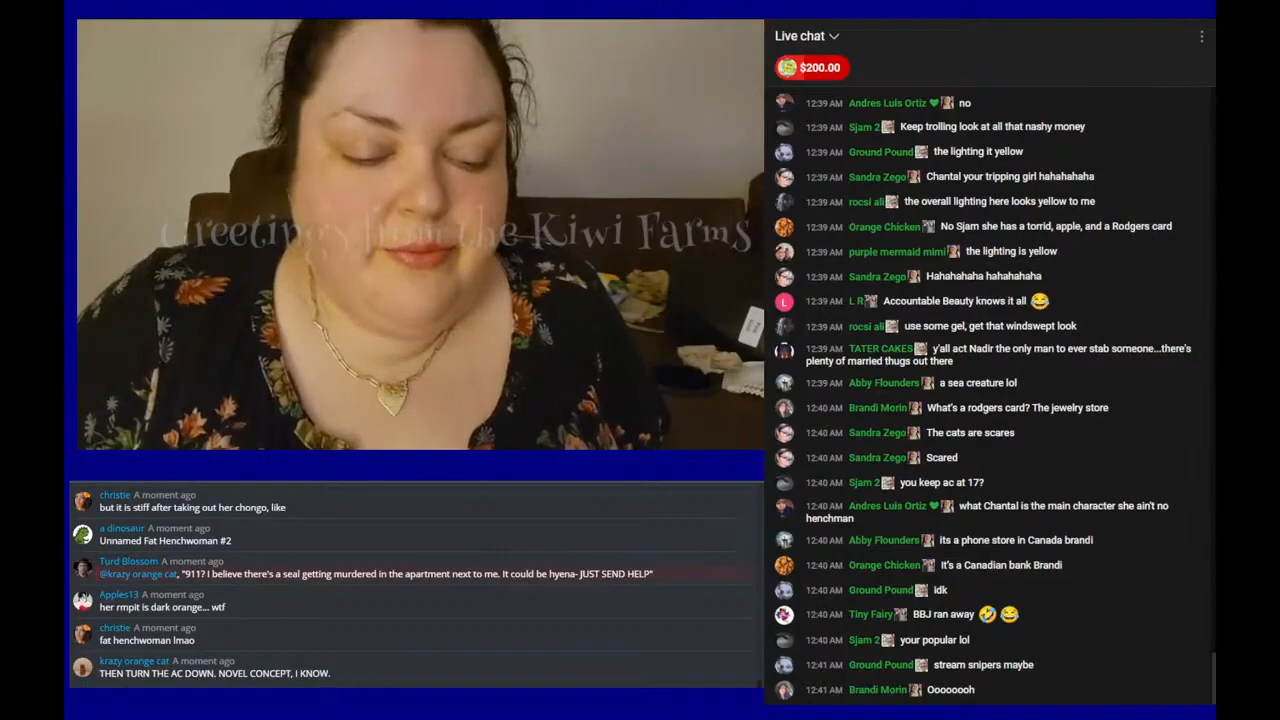 Greetings from the Kiwi Farms
christie A moment ago
but it is stiff after taking out her chongo, like
a dinosaur A moment ago
Unnamed Fat Henchwoman #2
Turd Blossom A moment ago
@krazy orange cat, "911? I believe there's a seal getting murdered in the apartment next to me. It could be hyena- JUST SEND HELP"
Apples13 A moment ago
her rmpit is dark orange... wtf
christie A moment ago
fat henchwoman lmao
krazy orange cat A moment ago
THEN TURN THE AC DOWN. NOVEL CONCEPT, I KNOW.
Live chat
$200.00
12:39 AM Andres Luis Ortiz no
12:39 AM Sjam 2 Keep trolling look at all that nashy money
12:39 AM Ground Pound the lighting it yellow
12:39 AM Sandra Zego Chantal your tripping girl hahahahaha
12:39 AM rocsi ali the overall lighting here looks yellow to me
12:39 AM Orange Chicken No Sjam she has a torrid, apple, and a Rodgers card
12:39 AM purple mermaid mimi the lighting is yellow
12:39 AM Sandra Zego Hahahahaha hahahahaha
L
12:39 AM L R Accountable Beauty knows it all 😂
12:39 AM rocsi ali use some gel, get that windswept look
12:39 AM TATER CAKES y'all act Nadir the only man to ever stab someone...there's
plenty of married thugs out there
12:39 AM Abby Flounders a sea creature lol
12:40 AM Brandi Morin What's a rodgers card? The jewelry store
12:40 AM Sandra Zego The cats are scares
12:40 AM Sandra Zego Scared
12:40 AM Sjam 2 you keep ac at 17?
12:40 AM Andres Luis Ortiz what Chantal is the main character she ain't no
henchman
12:40 AM Abby Flounders its a phone store in Canada brandi
12:40 AM Orange Chicken It's a Canadian bank Brandi
12:40 AM Ground Pound idk
12:40 AM Tiny Fairy BBJ ran away 🤣 😂
12:40 AM Sjam 2 your popular lol
12:41 AM Ground Pound stream snipers maybe
12:41 AM Brandi Morin Oooooooh